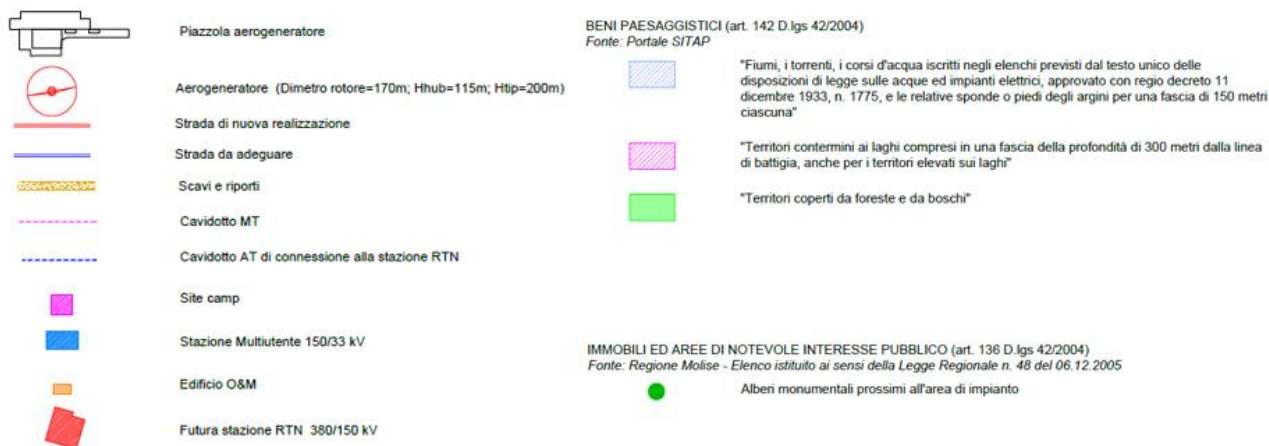 Piazzola aerogeneratore
Aerogeneratore (Dimetro rotore=170m; Hhub=115m; Htip=200m)
Strada di nuova realizzazione
Strada da adeguare
Scavi e riporti
Cavidotto MT
Cavidotto AT di connessione alla stazione RTN
Site camp
Stazione Multiutente 150/33 kV
Edificio O&M
Futura stazione RTN 380/150 kV
BENI PAESAGGISTICI (art. 142 D.lgs 42/2004)
Fonte: Portale SITAP
"Fiumi, i torrenti, i corsi d'acqua iscritti negli elenchi previsti dal testo unico delle
disposizioni di legge sulle acque ed impianti elettrici, approvato con regio decreto 11
dicembre 1933, n. 1775, e le relative sponde o piedi degli argini per una fascia di 150 metri
ciascuna"
"Territori contermini ai laghi compresi in una fascia della profondità di 300 metri dalla linea
di battigia, anche per i territori elevati sui laghi"
"Territori coperti da foreste e da boschi"
IMMOBILI ED AREE DI NOTEVOLE INTERESSE PUBBLICO (art. 136 D.lgs 42/2004)
Fonte: Regione Molise - Elenco istituito ai sensi della Legge Regionale n. 48 del 06.12.2005
Alberi monumentali prossimi all'area di impianto